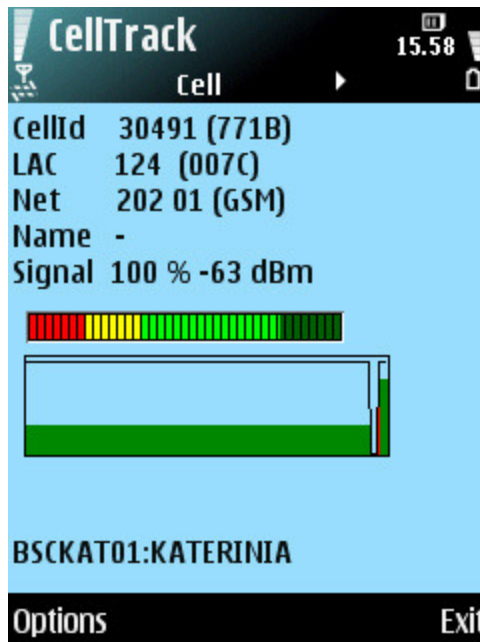 CellTrack
15.58
Cell
CellId 30491 (771B)
LAC 124 (007C)
Net 202 01 (GSM)
Name -
Signal 100 % -63 dBm
BSCKAT01:KATERINIA
Options Exit